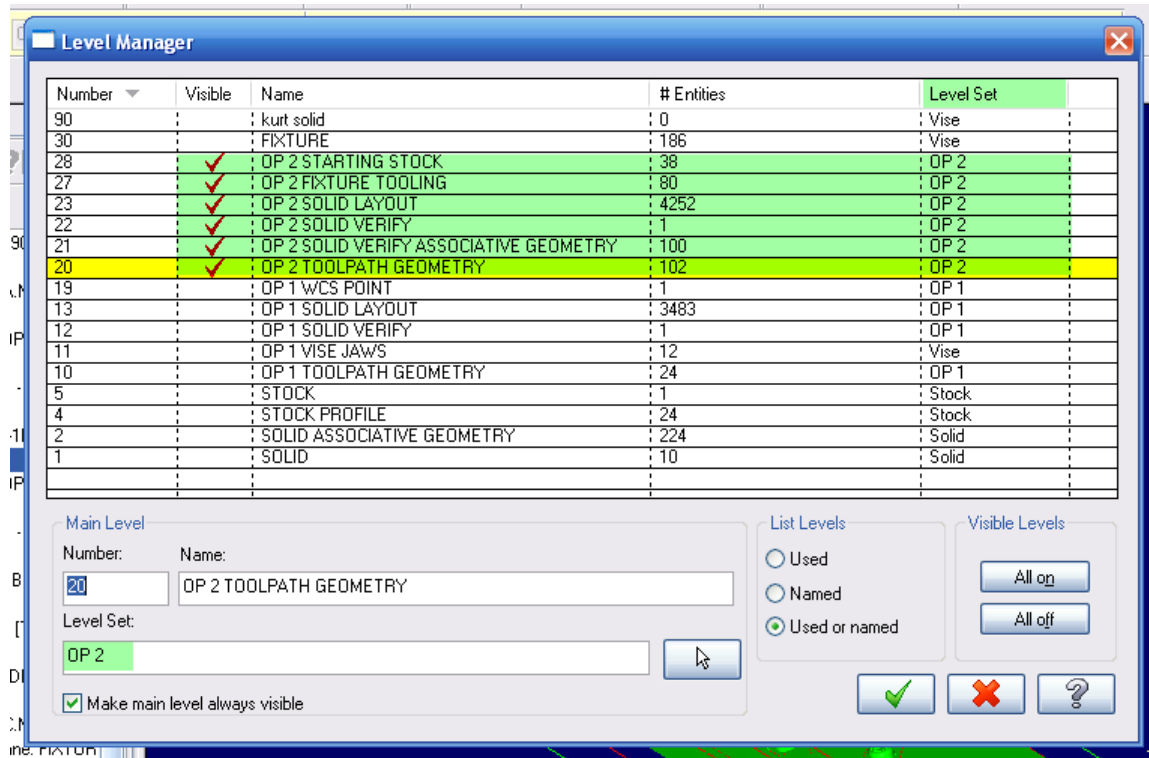 Level Manager
Number Visible Name # Entities Level Set
90 kurt solid 0 Vise
30 FIXTURE 186 Vise
28 OP 2 STARTING STOCK 38 OP 2
27 OP 2 FIXTURE TOOLING 80 OP 2
23 OP 2 SOLID LAYOUT 4252 OP 2
22 OP 2 SOLID VERIFY 1 OP 2
21 OP 2 SOLID VERIFY ASSOCIATIVE GEOMETRY 100 OP 2
20 OP 2 TOOLPATH GEOMETRY 102 OP 2
19 OP 1 WCS POINT 1 OP 1
13 OP 1 SOLID LAYOUT 3483 OP 1
12 OP 1 SOLID VERIFY 1 OP 1
11 OP 1 VISE JAWS 12 Vise
10 OP 1 TOOLPATH GEOMETRY 24 OP 1
5 STOCK 1 Stock
4 STOCK PROFILE 24 Stock
2 SOLID ASSOCIATIVE GEOMETRY 224 Solid
1 SOLID 10 Solid
Main Level List Levels Visible Levels
Number: Name:
Used
20 OP 2 TOOLPATH GEOMETRY
All on
Named
Level Set:
Used or named
All off
OP 2
Make main level always visible